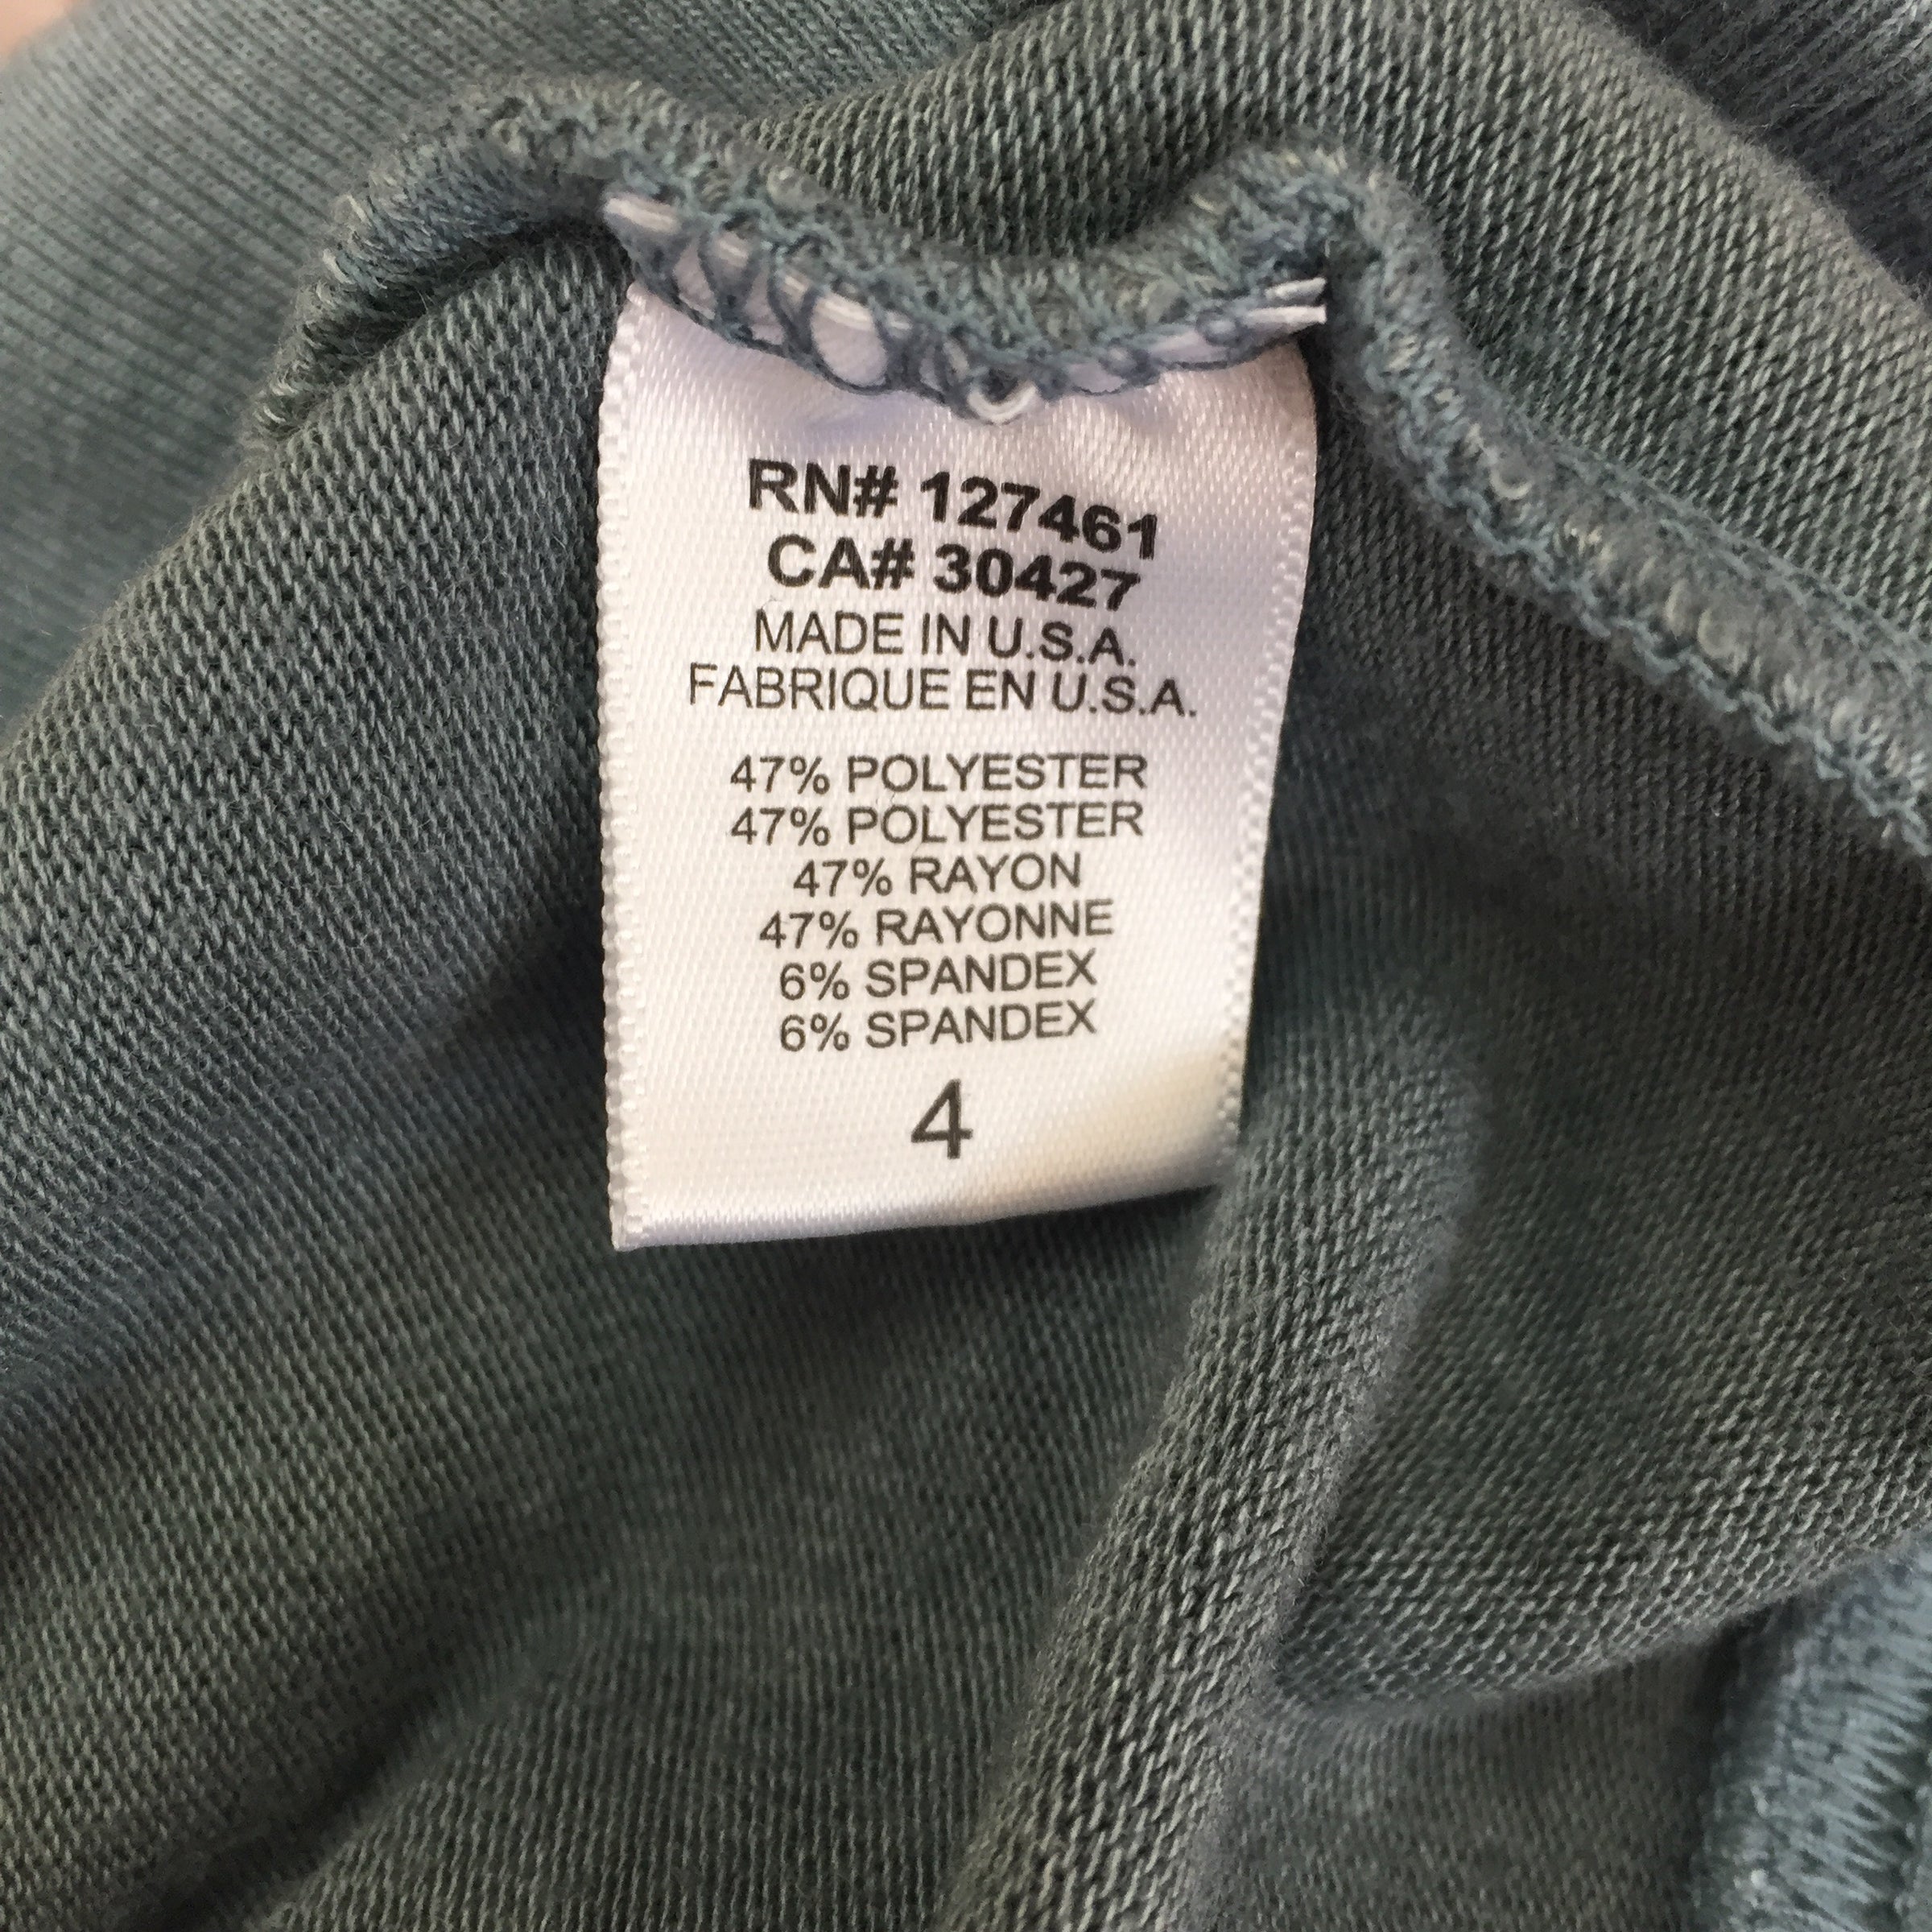 RN# 127461
CA# 30427
MADE IN U.S.A.
FABRIQUE EN U.S.A.
47% POLYESTER
47% POLYESTER
47% RAYON
47% RAYONNE
6% SPANDEX
6% SPANDEX
4